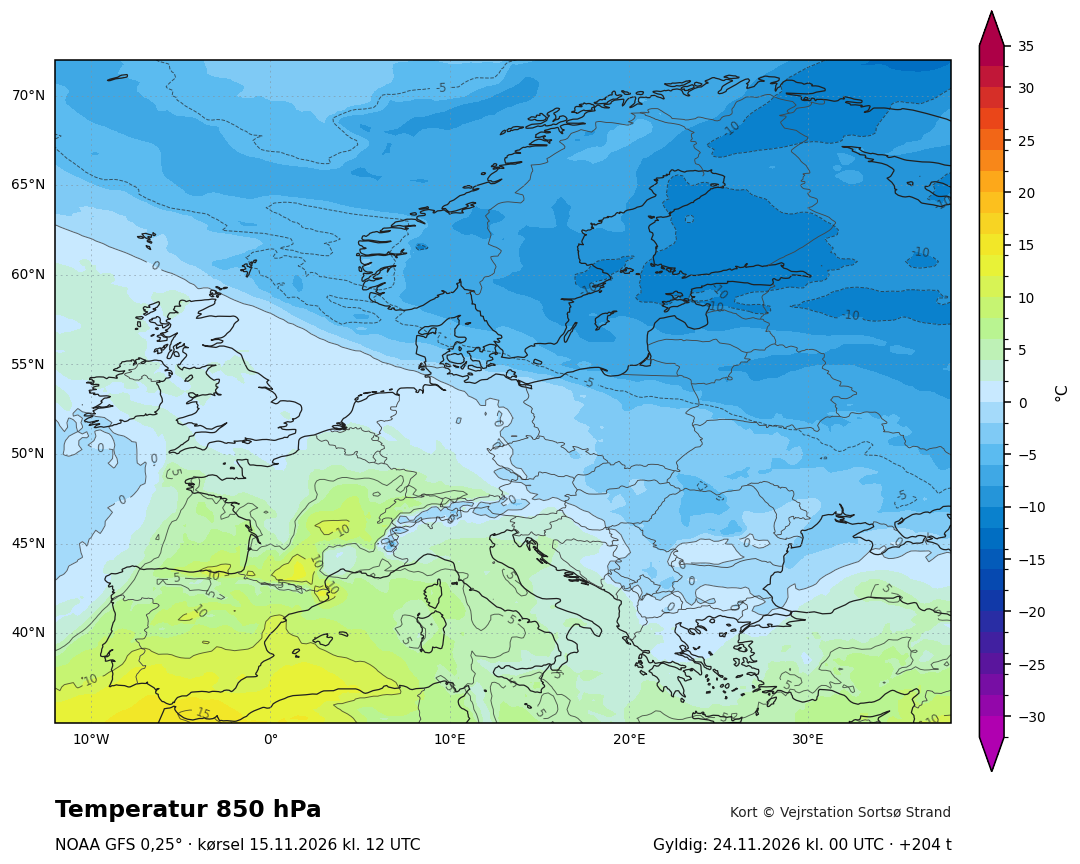 70°N
65°N
60°N
55°N
50°N
45°N
40°N
10°W
0°
10°E
20°E
30°E
35
30
25
20
15
10
5
0
−5
−10
−15
−20
−25
−30
°C
Temperatur 850 hPa
Kort © Vejrstation Sortsø Strand
NOAA GFS 0,25° · kørsel 15.11.2026 kl. 12 UTC
Gyldig: 24.11.2026 kl. 00 UTC · +204 t